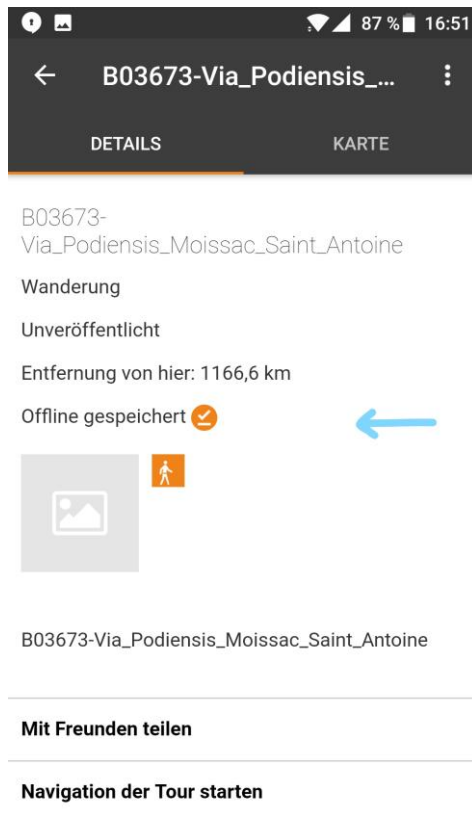 87 % 16:51
B03673-Via_Podiensis_...
DETAILS KARTE
B03673-
Via_Podiensis_Moissac_Saint_Antoine
Wanderung
Unveröffentlicht
Entfernung von hier: 1166,6 km
Offline gespeichert
B03673-Via_Podiensis_Moissac_Saint_Antoine
Mit Freunden teilen
Navigation der Tour starten